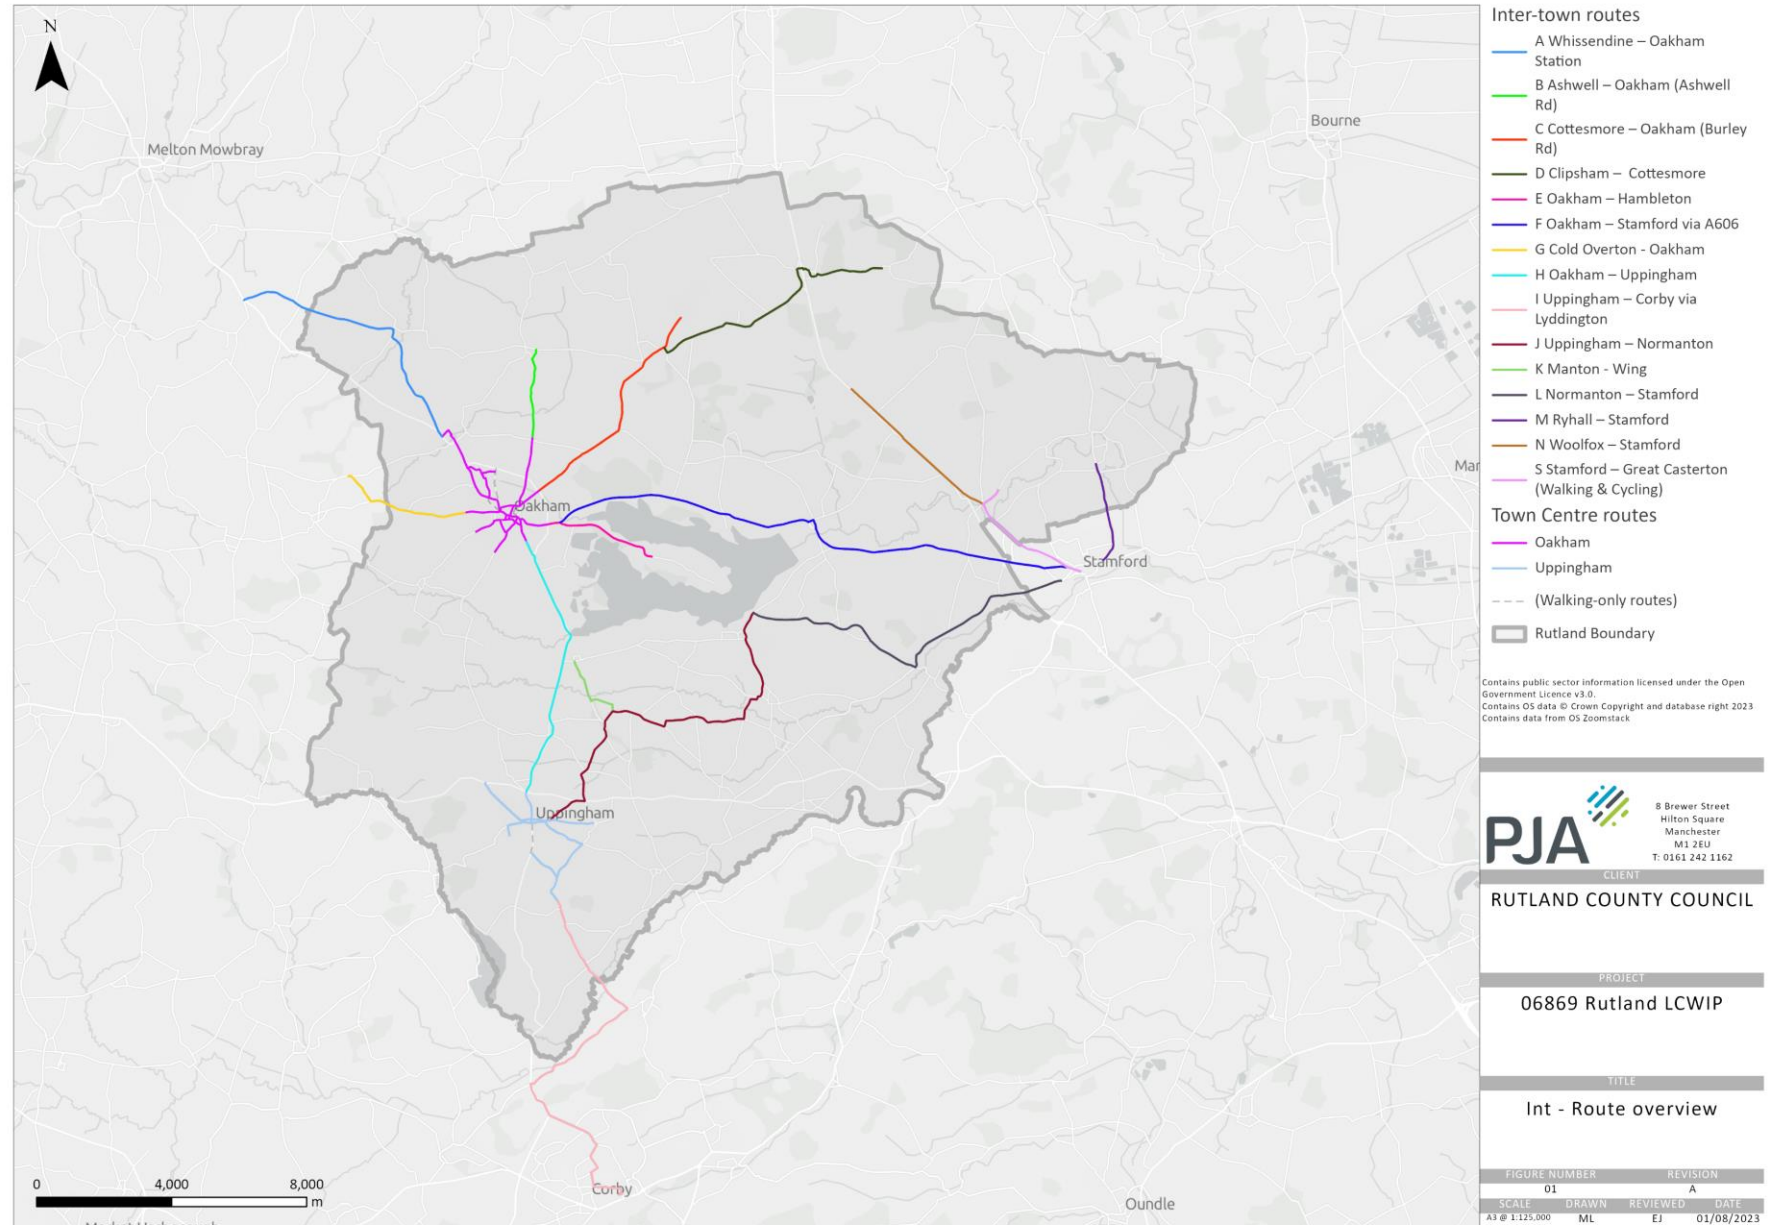 N
Melton Mowbray
Bourne
Oakham
Stamford
Uppingham
Corby
Oundle
0 4,000 8,000
m
Inter-town routes
A Whissendine – Oakham
Station
B Ashwell – Oakham (Ashwell
Rd)
C Cottesmore – Oakham (Burley
Rd)
D Clipsham – Cottesmore
E Oakham – Hambleton
F Oakham – Stamford via A606
G Cold Overton - Oakham
H Oakham – Uppingham
I Uppingham – Corby via
Lyddington
J Uppingham – Normanton
K Manton - Wing
L Normanton – Stamford
M Ryhall – Stamford
N Woolfox – Stamford
S Stamford – Great Casterton
(Walking & Cycling)
Town Centre routes
Oakham
Uppingham
(Walking-only routes)
Rutland Boundary
Contains public sector information licensed under the Open
Government Licence v3.0.
Contains OS data © Crown Copyright and database right 2023
Contains data from OS Zoomstack
PJA
8 Brewer Street
Hilton Square
Manchester
M1 2EU
T: 0161 242 1162
CLIENT
RUTLAND COUNTY COUNCIL
PROJECT
06869 Rutland LCWIP
TITLE
Int - Route overview
FIGURE NUMBER REVISION
01 A
SCALE DRAWN REVIEWED DATE
A3 @ 1:125,000 ML EJ 01/08/2023